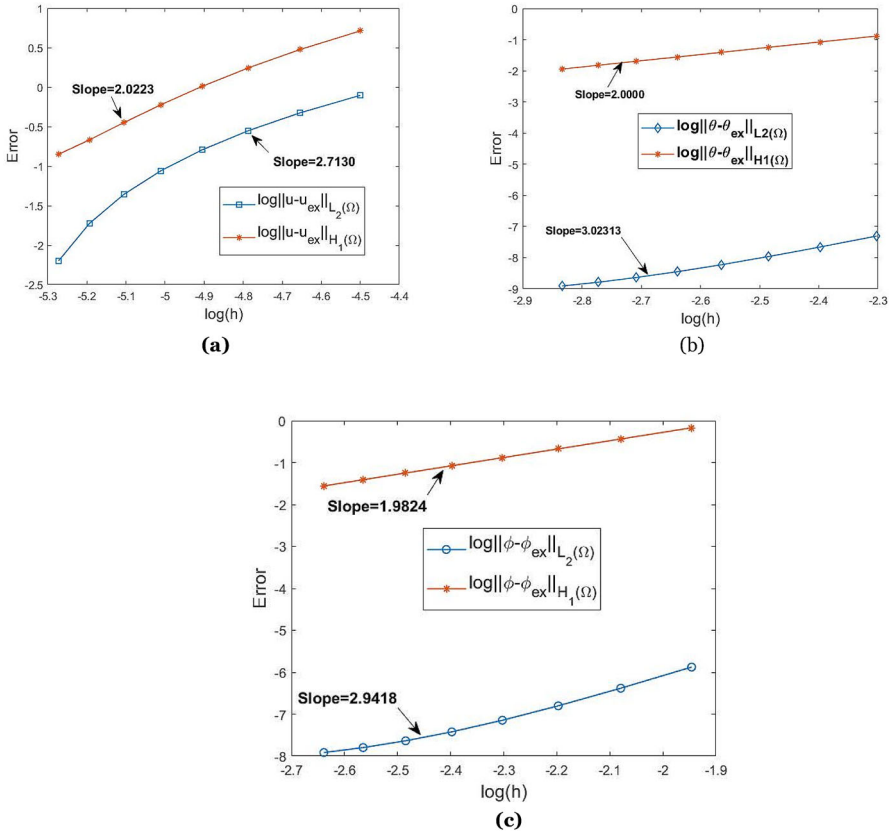 1
0.5
0
-0.5
-1
-1.5
-2
-2.5
Error
Slope=2.0223
Slope=2.7130
log||u-u_ex||_L_2(Ω)
log||u-u_ex||_H_1(Ω)
-5.3 -5.2 -5.1 -5 -4.9 -4.8 -4.7 -4.6 -4.5 -4.4
log(h)
(a)
0
-1
-2
-3
-4
-5
-6
-7
-8
-9
Error
Slope=2.0000
log||θ-θ_ex||_L2(Ω)
log||θ-θ_ex||_H1(Ω)
Slope=3.02313
-2.9 -2.8 -2.7 -2.6 -2.5 -2.4 -2.3
log(h)
(b)
0
-1
-2
-3
-4
-5
-6
-7
-8
Error
Slope=1.9824
log||ϕ-ϕ_ex||_L_2(Ω)
log||ϕ-ϕ_ex||_H_1(Ω)
Slope=2.9418
-2.7 -2.6 -2.5 -2.4 -2.3 -2.2 -2.1 -2 -1.9
log(h)
(c)